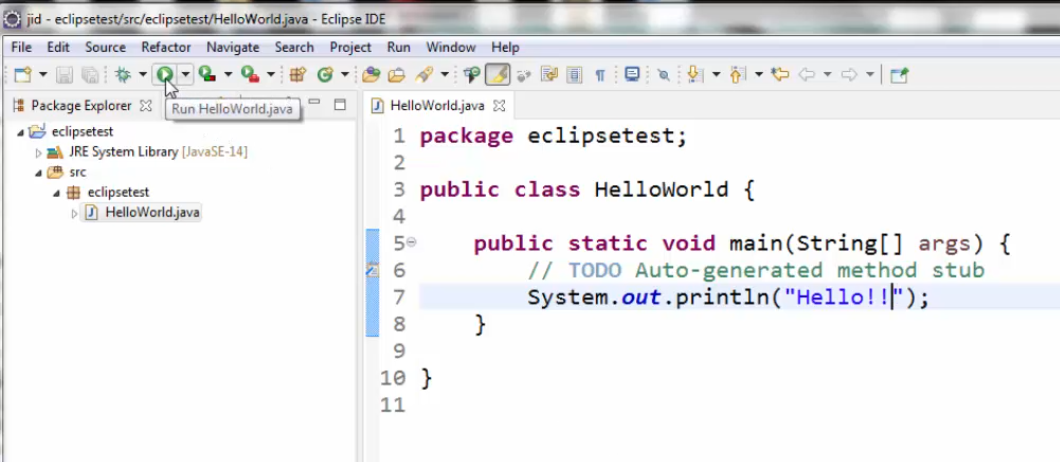 jid - eclipsetest/src/eclipsetest/HelloWorld.java - Eclipse IDE
File Edit Source Refactor Navigate Search Project Run Window Help
Run HelloWorld.java
Package Explorer
eclipsetest
JRE System Library [JavaSE-14]
src
eclipsetest
HelloWorld.java
HelloWorld.java
1 package eclipsetest;
2
3 public class HelloWorld {
4
5 public static void main(String[] args) {
6 // TODO Auto-generated method stub
7 System.out.println("Hello!!");
8 }
9
10 }
11